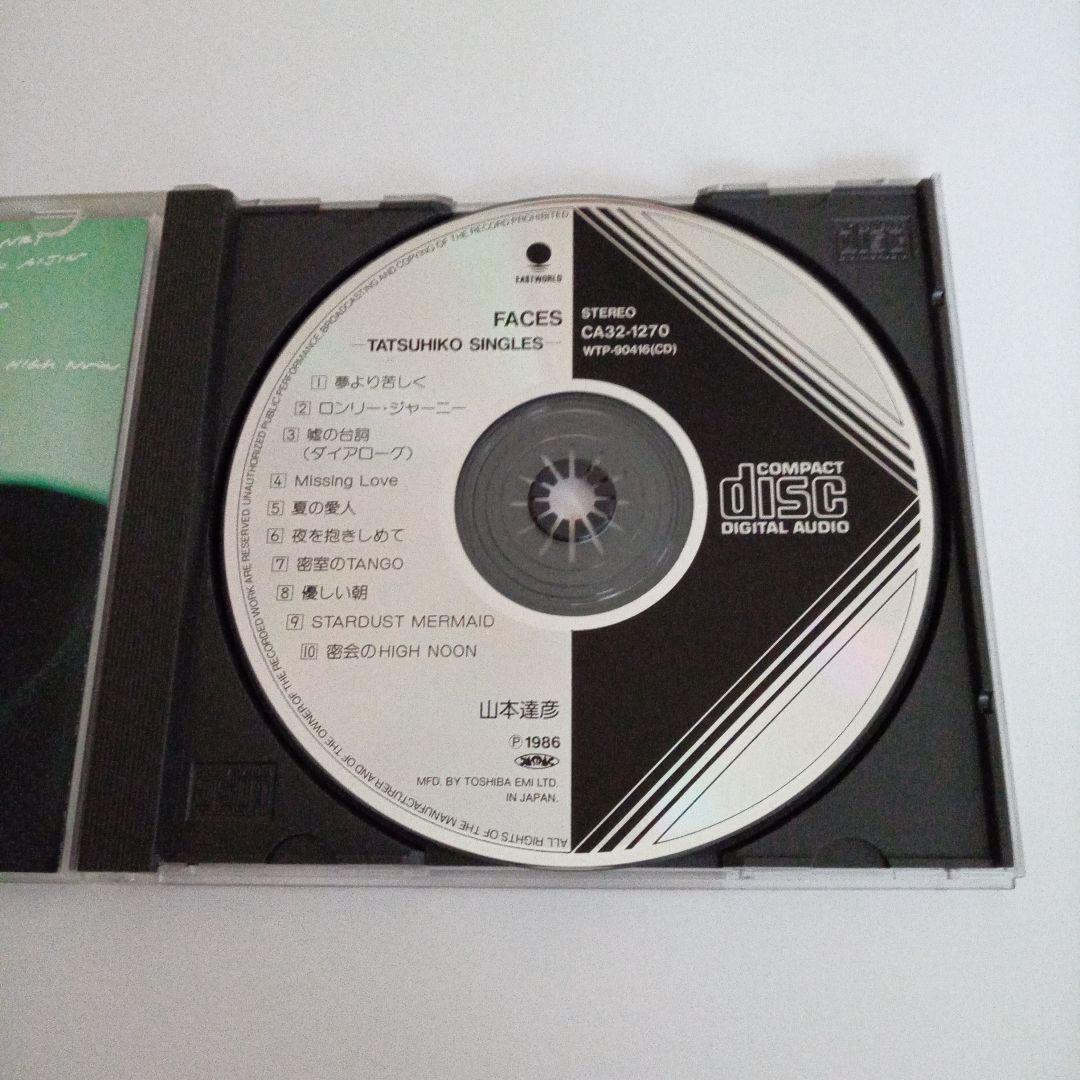 HIGH NOON
EASTWORLD
FACES
—TATSUHIKO SINGLES—
1 夢より苦しく
2 ロンリー・ジャーニー
3 嘘の台詞
(ダイアローグ)
4 Missing Love
5 夏の愛人
6 夜を抱きしめて
7 密室のTANGO
8 優しい朝
9 STARDUST MERMAID
10 密会のHIGH NOON
山本達彦
Ⓟ1986
MFD. BY TOSHIBA EMI LTD.
IN JAPAN.
STEREO
CA32-1270
WTP-90416(CD)
COMPACT
disc
DIGITAL AUDIO
ALL RIGHTS OF THE MANUFACTURER AND OF THE OWNER OF THE RECORDED WORK ARE RESERVED. UNAUTHORIZED PUBLIC PERFORMANCE, BROADCASTING AND COPYING OF THE RECORD PROHIBITED